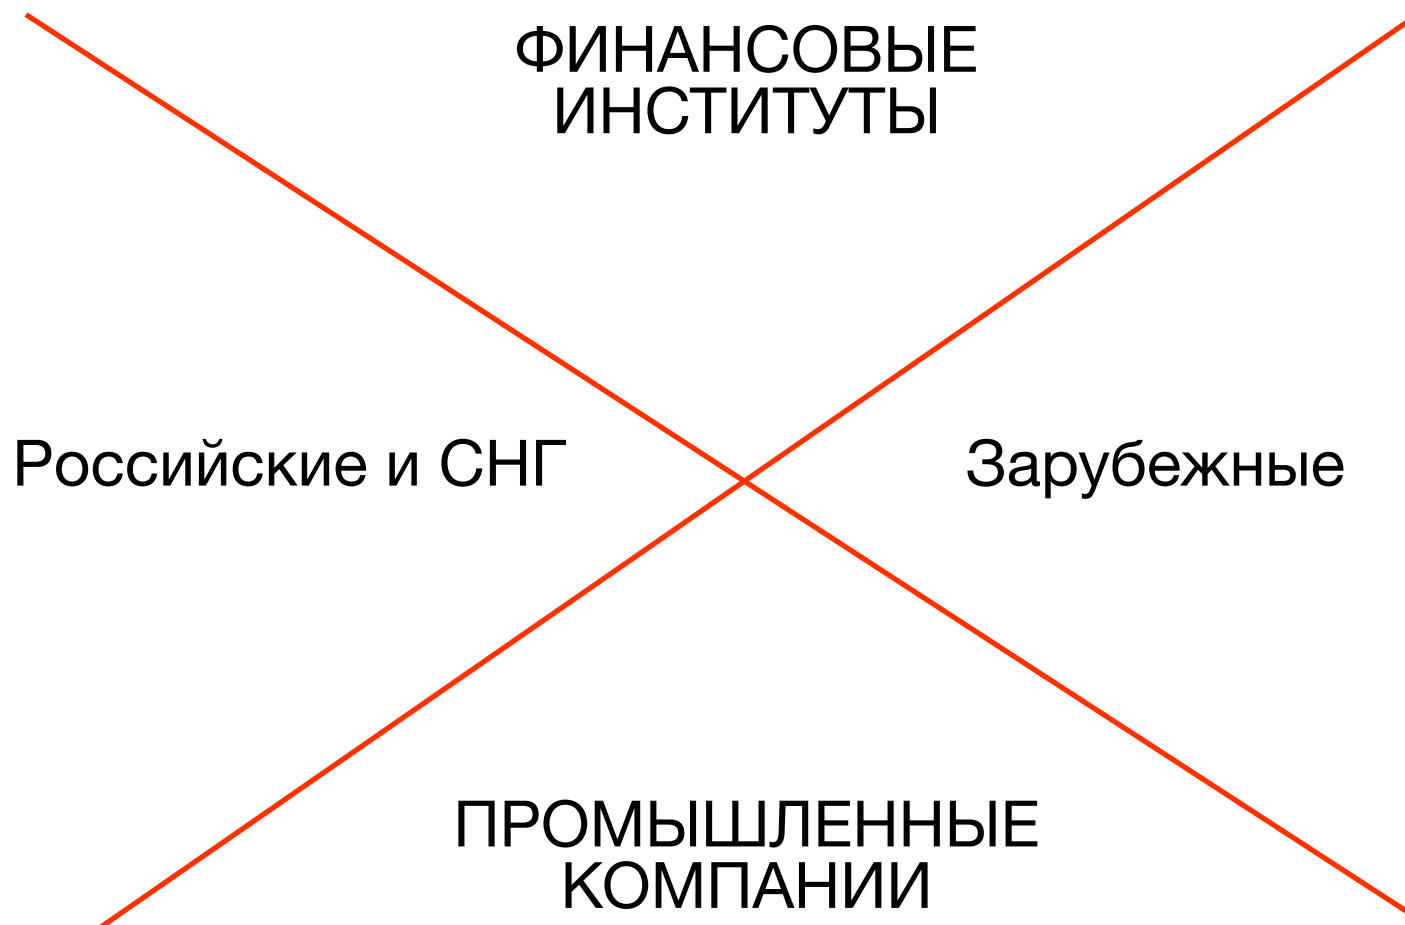 ФИНАНСОВЫЕ
ИНСТИТУТЫ
Российские и СНГ
Зарубежные
ПРОМЫШЛЕННЫЕ
КОМПАНИИ